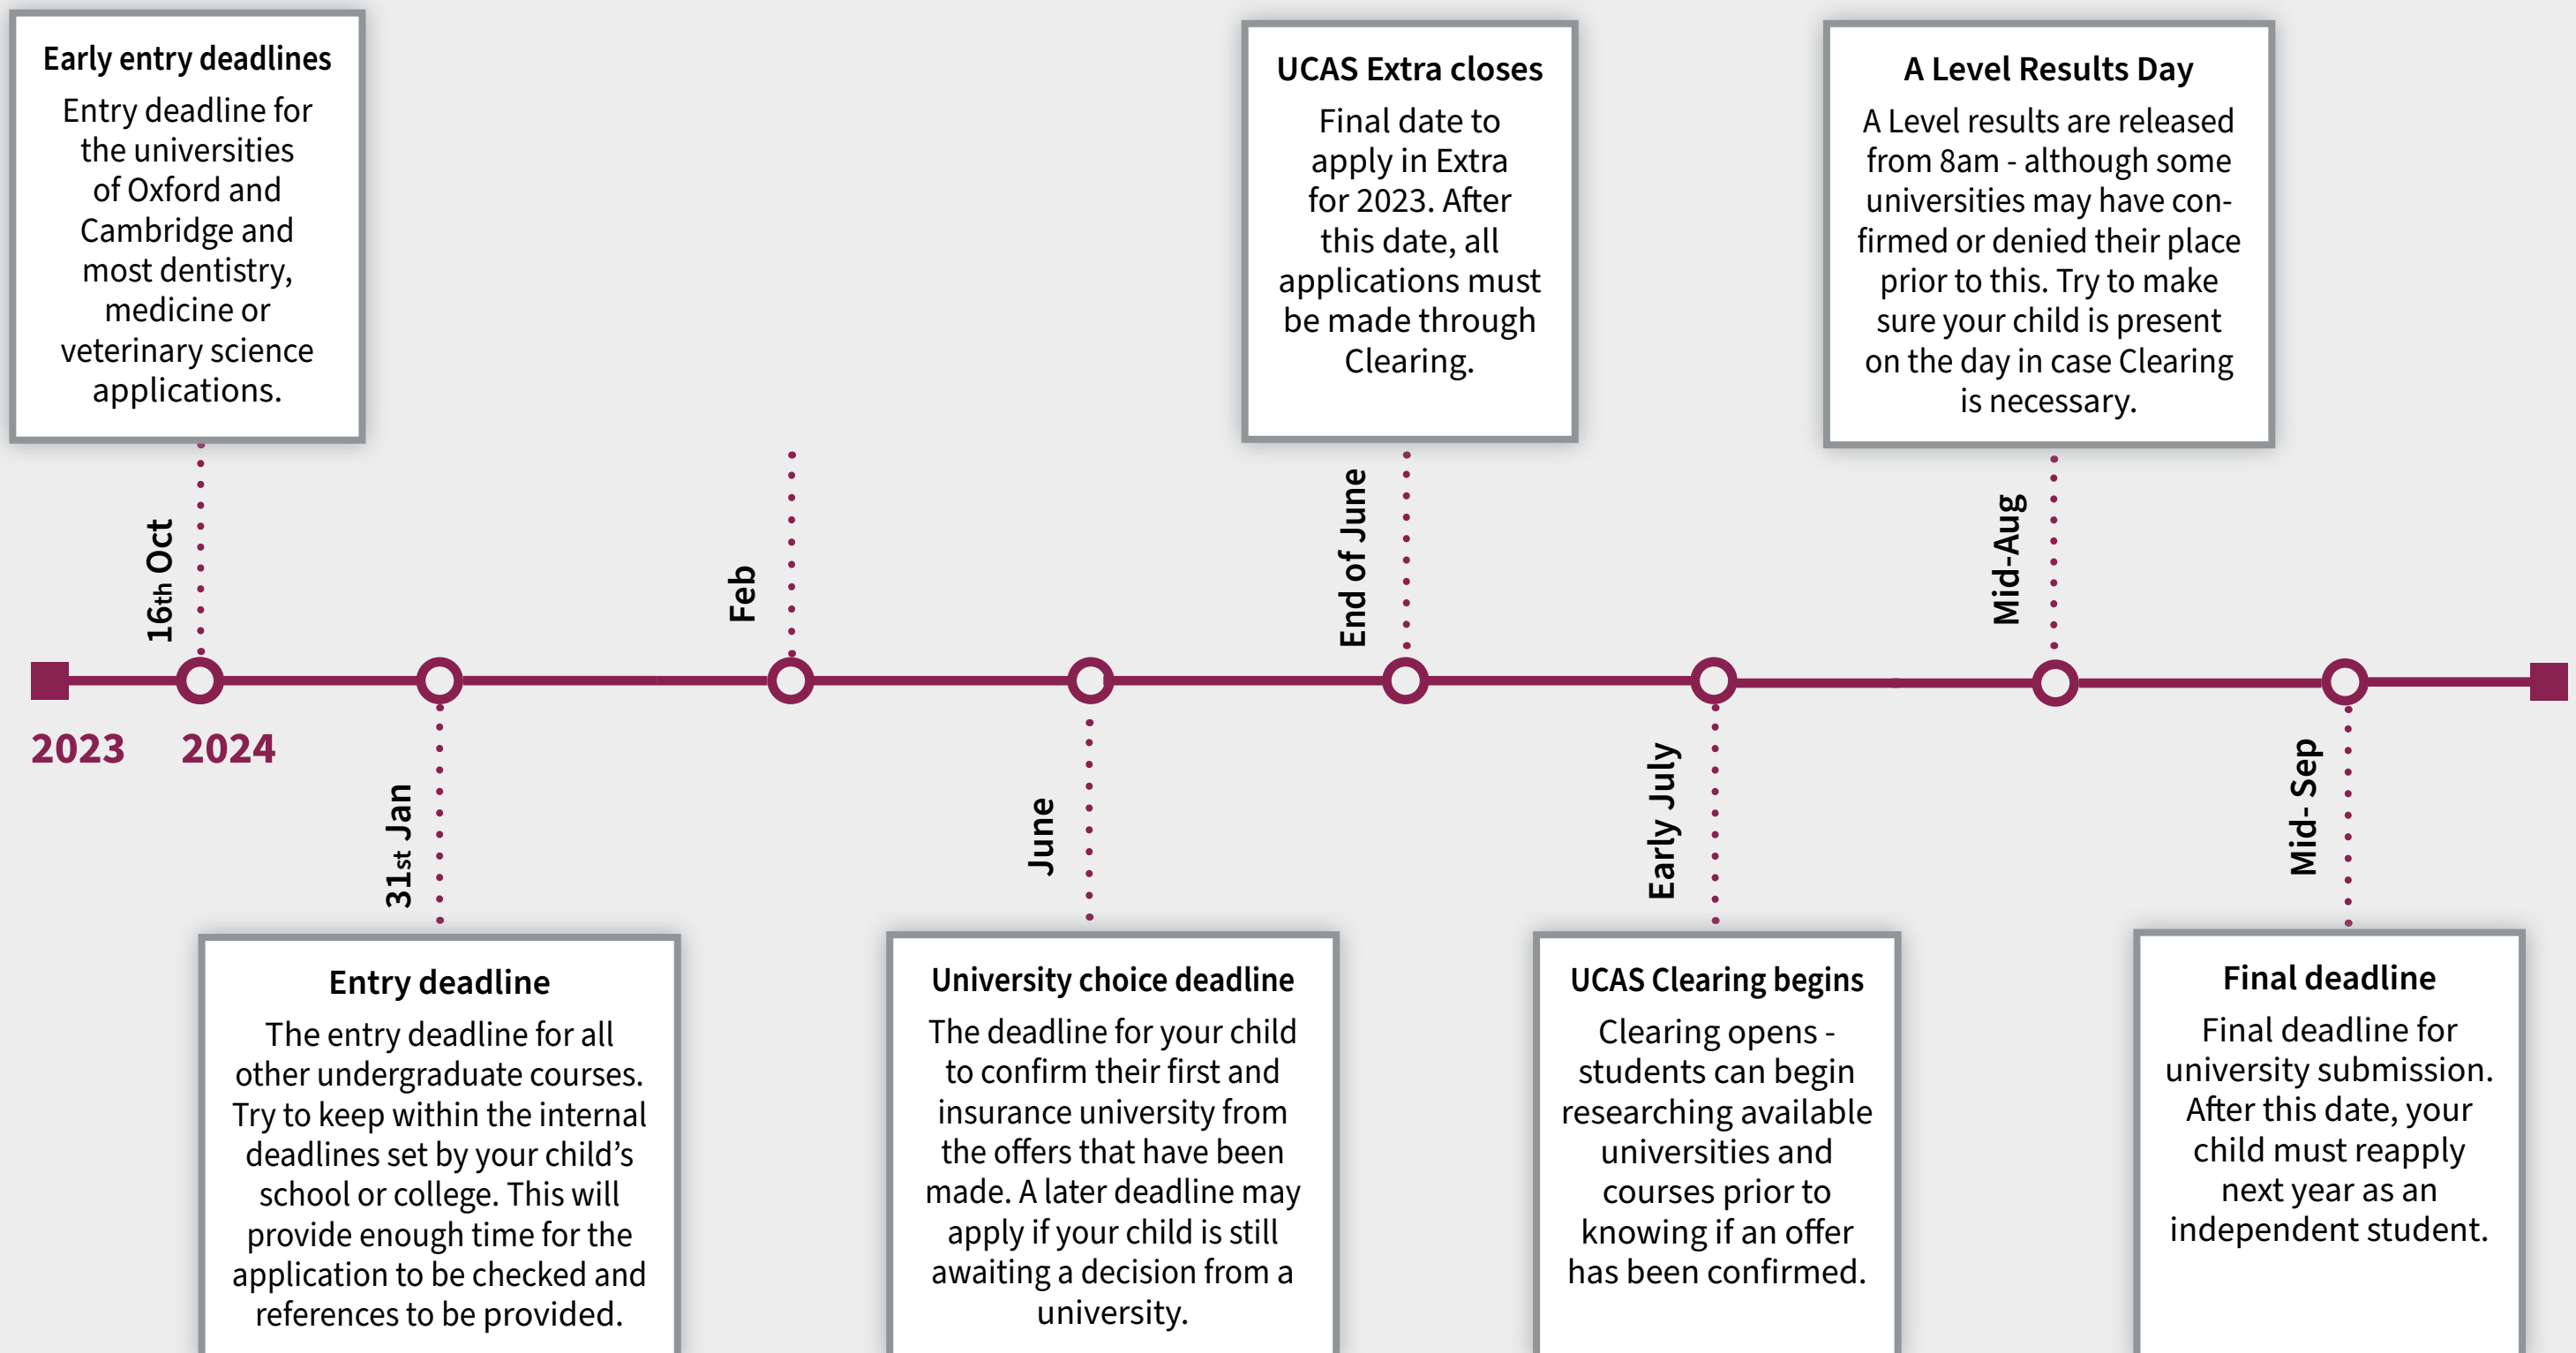 Early entry deadlines
Entry deadline for
the universities
of Oxford and
Cambridge and
most dentistry,
medicine or
veterinary science
applications.
UCAS Extra closes
Final date to
apply in Extra
for 2023. After
this date, all
applications must
be made through
Clearing.
A Level Results Day
A Level results are released
from 8am - although some
universities may have con-
firmed or denied their place
prior to this. Try to make
sure your child is present
on the day in case Clearing
is necessary.
16th Oct
Feb
End of June
Mid-Aug
2023
2024
31st Jan
June
Early July
Mid- Sep
Entry deadline
The entry deadline for all
other undergraduate courses.
Try to keep within the internal
deadlines set by your child’s
school or college. This will
provide enough time for the
application to be checked and
references to be provided.
University choice deadline
The deadline for your child
to confirm their first and
insurance university from
the offers that have been
made. A later deadline may
apply if your child is still
awaiting a decision from a
university.
UCAS Clearing begins
Clearing opens -
students can begin
researching available
universities and
courses prior to
knowing if an offer
has been confirmed.
Final deadline
Final deadline for
university submission.
After this date, your
child must reapply
next year as an
independent student.